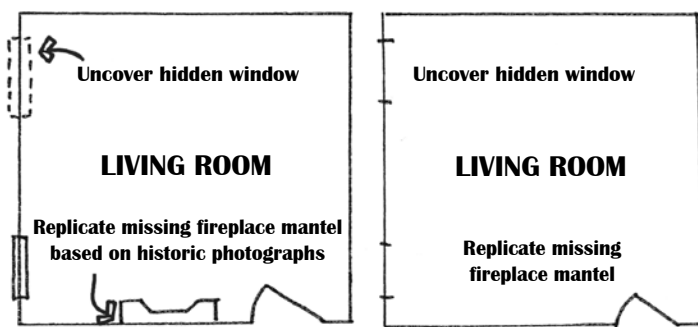 Uncover hidden window
LIVING ROOM
Replicate missing fireplace mantel
based on historic photographs
Uncover hidden window
LIVING ROOM
Replicate missing
fireplace mantel